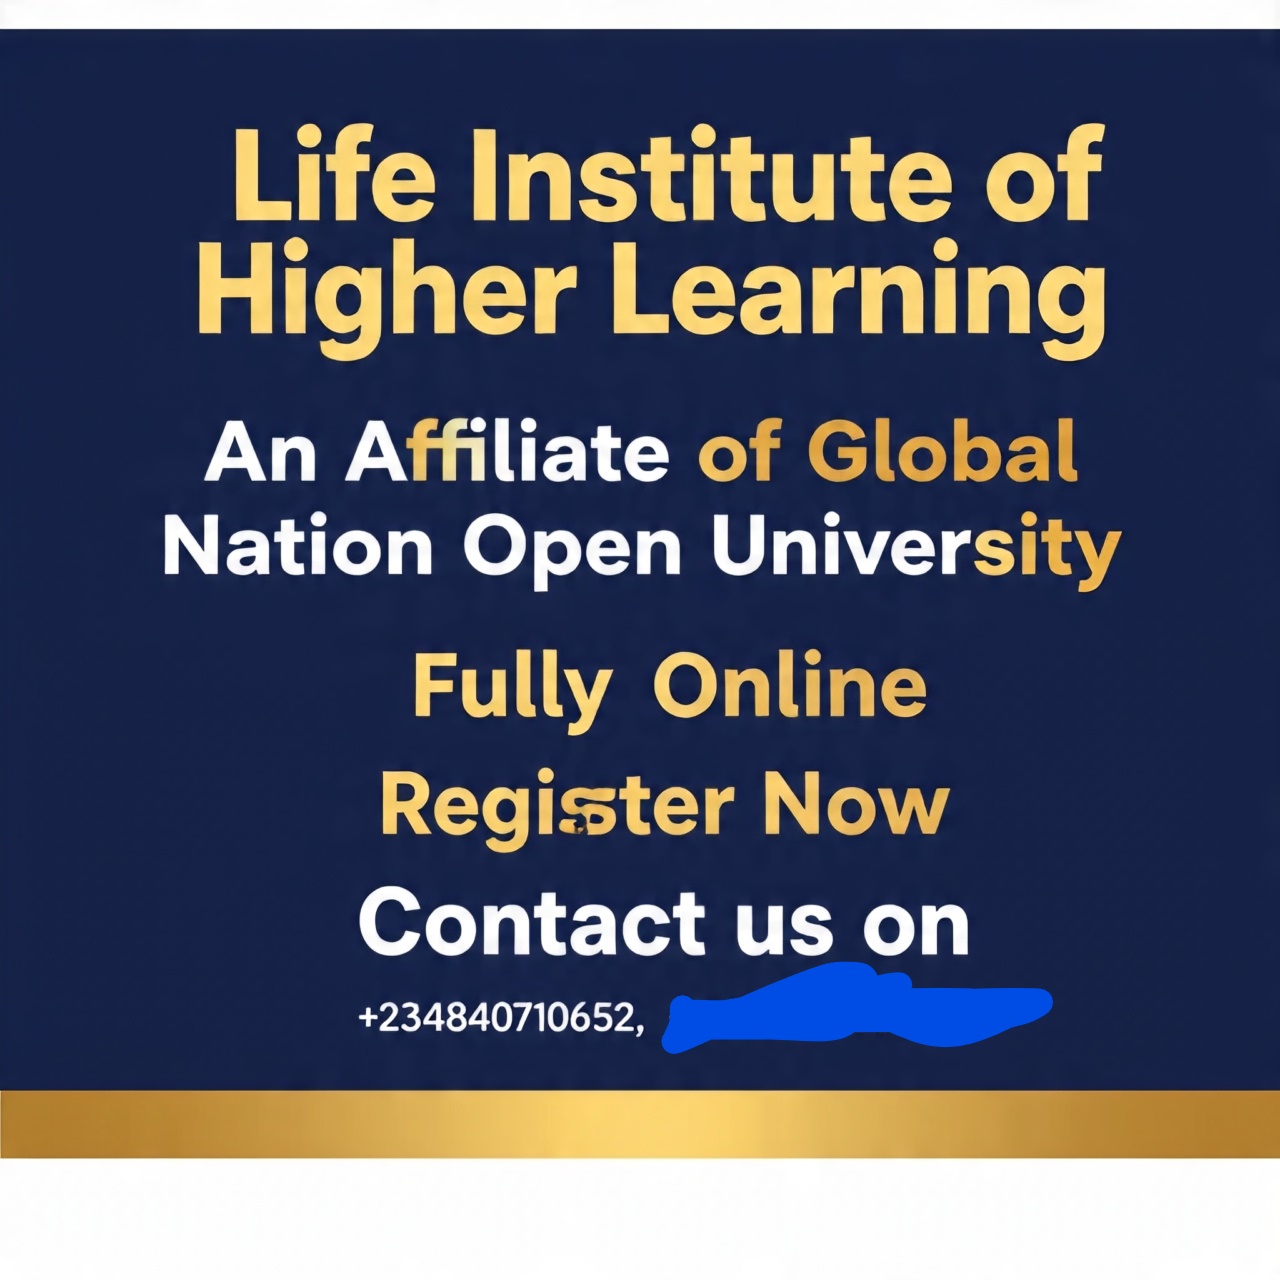 Life Institute of
Higher Learning
An Affiliate of Global
Nation Open University
Fully Online
Register Now
Contact us on
+234840710652,